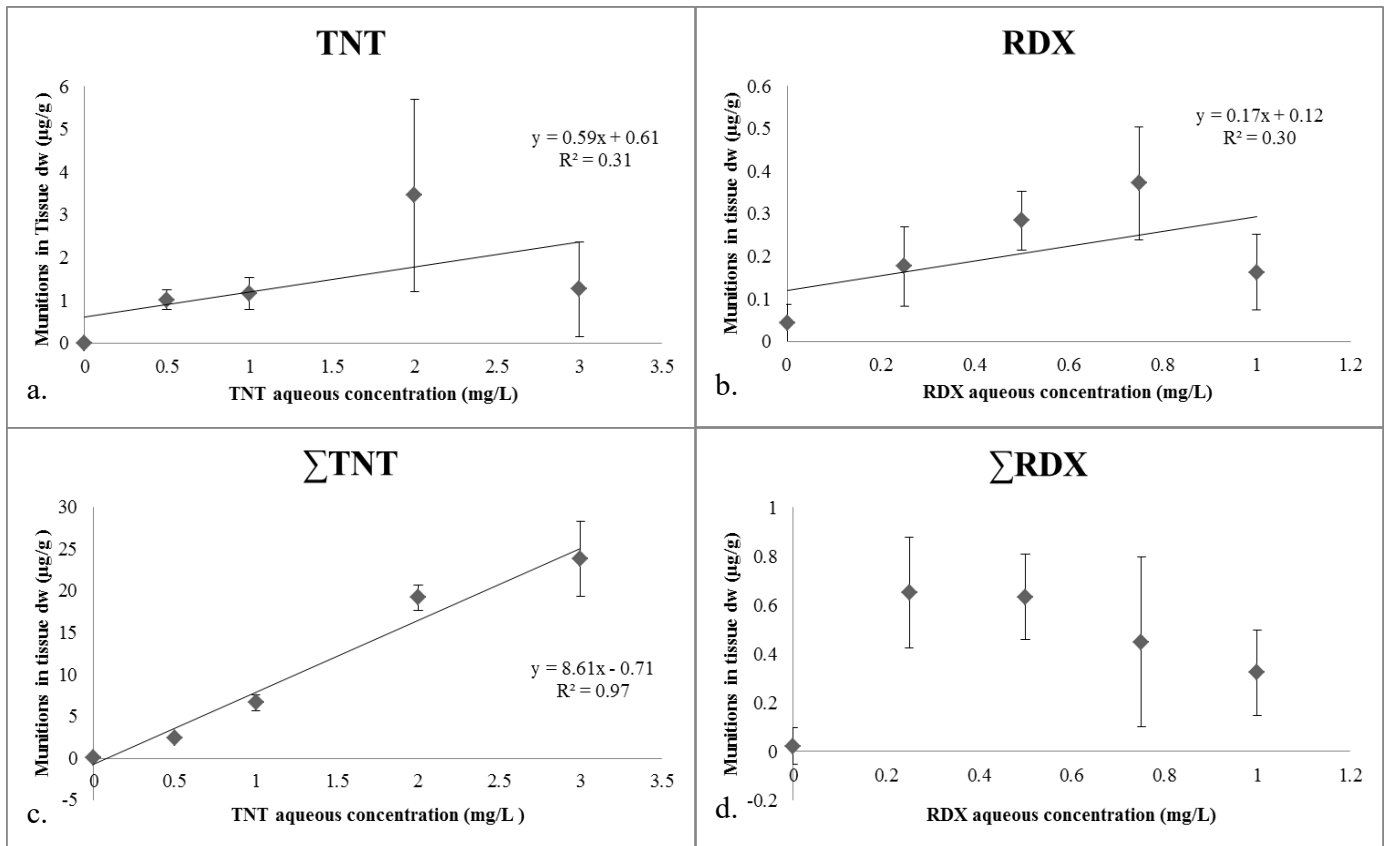 TNT
Munitions in Tissue dw (µg/g)
6
5
4
3
2
1
0
y = 0.59x + 0.61
R² = 0.31
0
0.5
1
1.5
2
2.5
3
3.5
TNT aqueous concentration (mg/L)
a.
RDX
Munitions in tissue dw (µg/g)
0.6
0.5
0.4
0.3
0.2
0.1
0
y = 0.17x + 0.12
R² = 0.30
0
0.2
0.4
0.6
0.8
1
1.2
RDX aqueous concentration (mg/L)
b.
∑TNT
Munitions in tissue dw (µg/g )
30
25
20
15
10
5
0
-5
y = 8.61x - 0.71
R² = 0.97
0
0.5
1
1.5
2
2.5
3
3.5
TNT aqueous concentration (mg/L )
c.
∑RDX
Munitions in tissue dw (µg/g)
1
0.8
0.6
0.4
0.2
0
-0.2
0
0.2
0.4
0.6
0.8
1
1.2
RDX aqueous concentration (mg/L)
d.